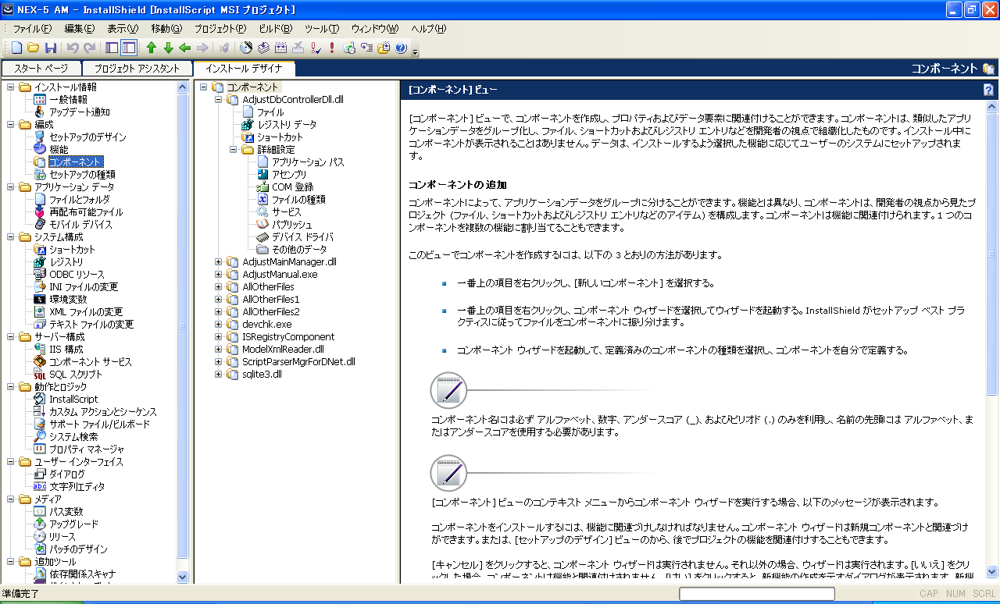 NEX-5 AM - InstallShield [InstallScript MSI プロジェクト]
ファイル(F) 編集(E) 表示(V) 移動(G) プロジェクト(P) ビルド(B) ツール(T) ウィンドウ(W) ヘルプ(H)
スタート ページ プロジェクト アシスタント インストール デザイナ コンポーネント
インストール情報
一般情報
アップデート通知
編成
セットアップのデザイン
機能
コンポーネント
セットアップの種類
アプリケーション データ
ファイルとフォルダ
再配布可能ファイル
モバイル デバイス
システム構成
ショートカット
レジストリ
ODBC リソース
INI ファイルの変更
環境変数
XML ファイルの変更
テキスト ファイルの変更
サーバー構成
IIS 構成
コンポーネント サービス
SQL スクリプト
動作とロジック
InstallScript
カスタム アクションとシーケンス
サポート ファイル/ビルボード
システム検索
プロパティ マネージャ
ユーザー インターフェイス
ダイアログ
文字列エディタ
メディア
パス変数
アップグレード
リリース
パッチのデザイン
追加ツール
依存関係スキャナ
コンポーネント
AdjustDbControllerDll.dll
ファイル
レジストリ データ
ショートカット
詳細設定
アプリケーション パス
アセンブリ
COM 登録
ファイルの種類
サービス
パブリッシュ
デバイス ドライバ
その他のデータ
AdjustMainManager.dll
AdjustManual.exe
AllOtherFiles
AllOtherFiles1
AllOtherFiles2
devchk.exe
ISRegistryComponent
ModelXmlReader.dll
ScriptParserMgrForDNet.dll
sqlite3.dll
[コンポーネント] ビュー
[コンポーネント] ビューで、コンポーネントを作成し、プロパティおよびデータ要素に関連付けることができます。コンポーネントは、類似したアプリ
ケーションデータをグループ化し、ファイル、ショートカットおよびレジストリ エントリなどを開発者の視点で組織化したものです。インストール中に
コンポーネントが表示されることはありません。データは、インストールするよう選択した機能に応じてユーザーのシステムにセットアップされま
す。
コンポーネントの追加
コンポーネントによって、アプリケーションデータをグループに分けることができます。機能とは異なり、コンポーネントは、開発者の視点から見たプ
ロジェクト (ファイル、ショートカットおよびレジストリ エントリなどのアイテム) を構成します。コンポーネントは機能に関連付けられます。1 つのコ
ンポーネントを複数の機能に割り当てることもできます。
このビューでコンポーネントを作成するには、以下の 3 とおりの方法があります。
一番上の項目を右クリックし、[新しいコンポーネント] を選択する。
一番上の項目を右クリックし、コンポーネント ウィザードを選択してウィザードを起動する。InstallShield がセットアップ ベスト プラ
クティスに従ってファイルをコンポーネントに振り分けます。
コンポーネント ウィザードを起動して、定義済みのコンポーネントの種類を選択し、コンポーネントを自分で定義する。
コンポーネント名には必ず アルファベット、数字、アンダースコア (_)、およびピリオド (.) のみを利用し、名前の先頭には アルファベット、ま
たはアンダースコアを使用する必要があります。
[コンポーネント] ビューのコンテキスト メニューからコンポーネント ウィザードを実行する場合、以下のメッセージが表示されます。
コンポーネントをインストールするには、機能に関連づけしなければなりません。コンポーネント ウィザードは新規コンポーネントと関連づけ
ができます。または、[セットアップのデザイン] ビューのから、後でプロジェクトの機能を関連付けすることもできます。
[キャンセル] をクリックすると、コンポーネント ウィザードは実行されません。それ以外の場合、ウィザードは実行されます。[いいえ] をクリ
ックした場合、コンポーネントは機能と関連付けされません。[はい] をクリックすると、新機能の作成を示すダイアログが表示されます。新機
準備完了 CAP NUM SCRL